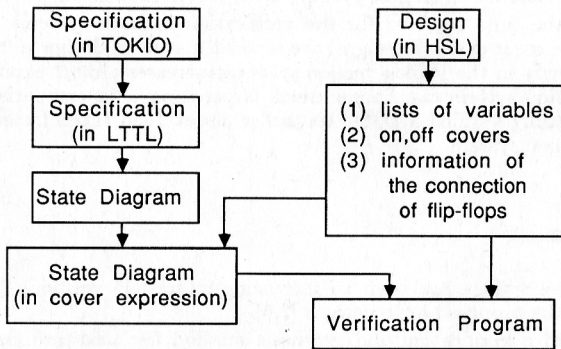 Specification
(in TOKIO)
Specification
(in LTTL)
State Diagram
State Diagram
(in cover expression)
Design
(in HSL)
(1) lists of variables
(2) on,off covers
(3) information of
the connection
of flip-flops
Verification Program